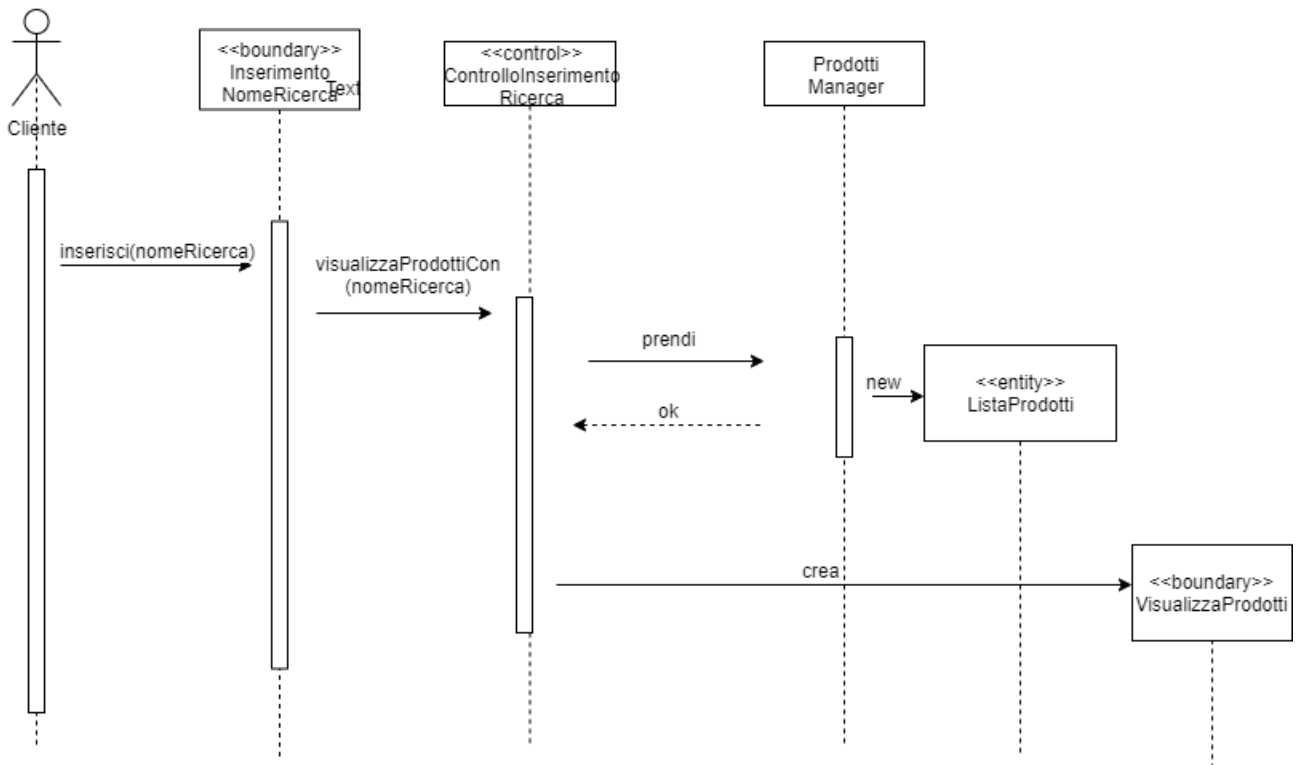 <<boundary>>
Inserimento
NomeRicerca
Text
<<control>>
ControlloInserimento
Ricerca
Prodotti
Manager
Cliente
inserisci(nomeRicerca)
visualizzaProdottiCon
(nomeRicerca)
prendi
new
<<entity>>
ListaProdotti
ok
crea
<<boundary>>
VisualizzaProdotti